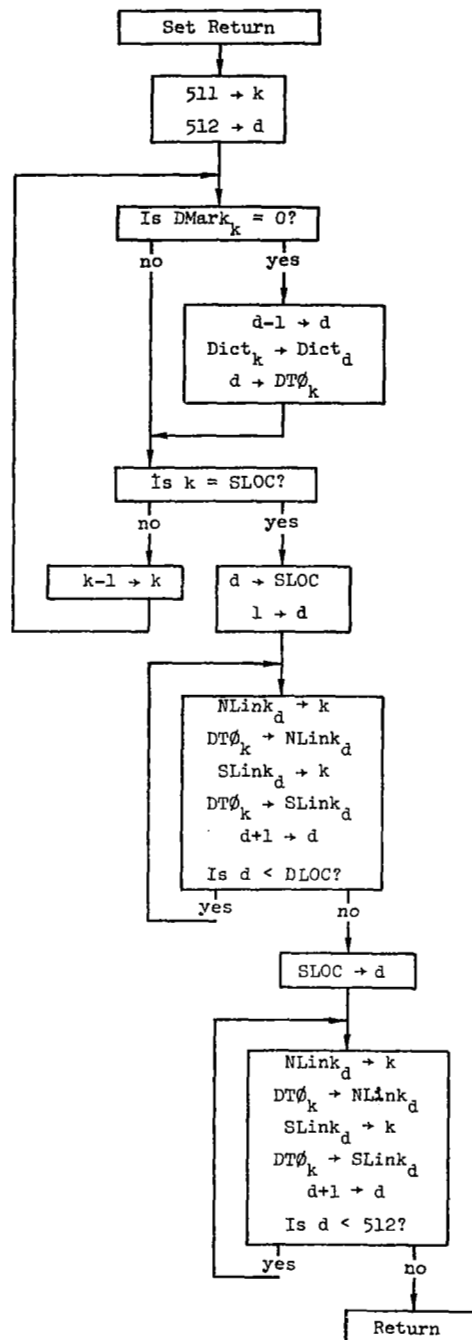 Set Return
511 → k
512 → d
Is DMark_k = 0?
no yes
d-1 → d
Dict_k → Dict_d
d → DTØ_k
Is k = SLOC?
no yes
k-1 → k
d → SLOC
1 → d
NLink_d → k
DTØ_k → NLink_d
SLink_d → k
DTØ_k → SLink_d
d+1 → d
Is d < DLOC?
yes no
SLOC → d
NLink_d → k
DTØ_k → NLink_d
SLink_d → k
DTØ_k → SLink_d
d+1 → d
Is d < 512?
yes no
Return